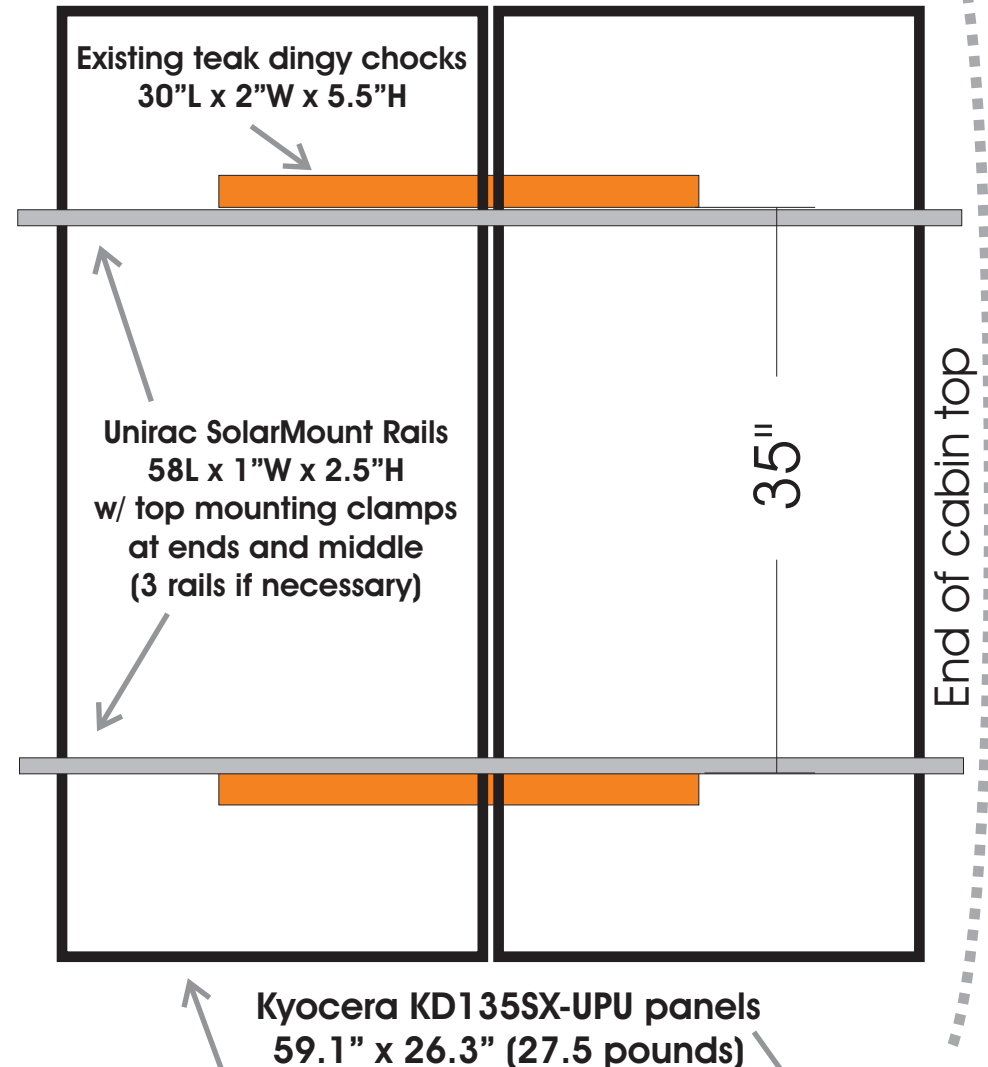 Existing teak dingy chocks
30”L x 2”W x 5.5”H
Unirac SolarMount Rails
58L x 1”W x 2.5”H
w/ top mounting clamps
at ends and middle
(3 rails if necessary)
35"
End of cabin top
Kyocera KD135SX-UPU panels
59.1” x 26.3” (27.5 pounds)